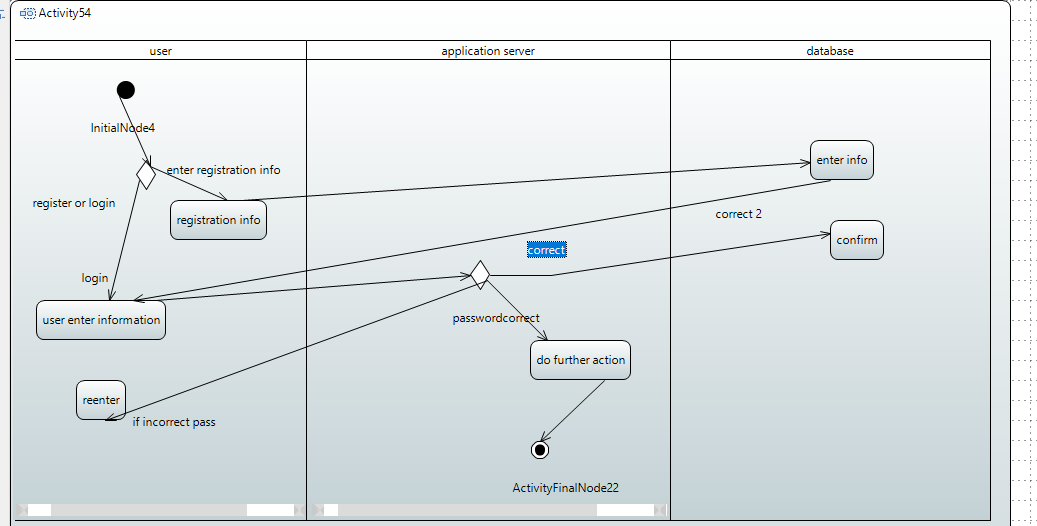 Activity54
user
application server
database
InitialNode4
enter registration info
enter info
register or login
registration info
correct 2
confirm
correct
login
user enter information
passwordcorrect
do further action
reenter
if incorrect pass
ActivityFinalNode22